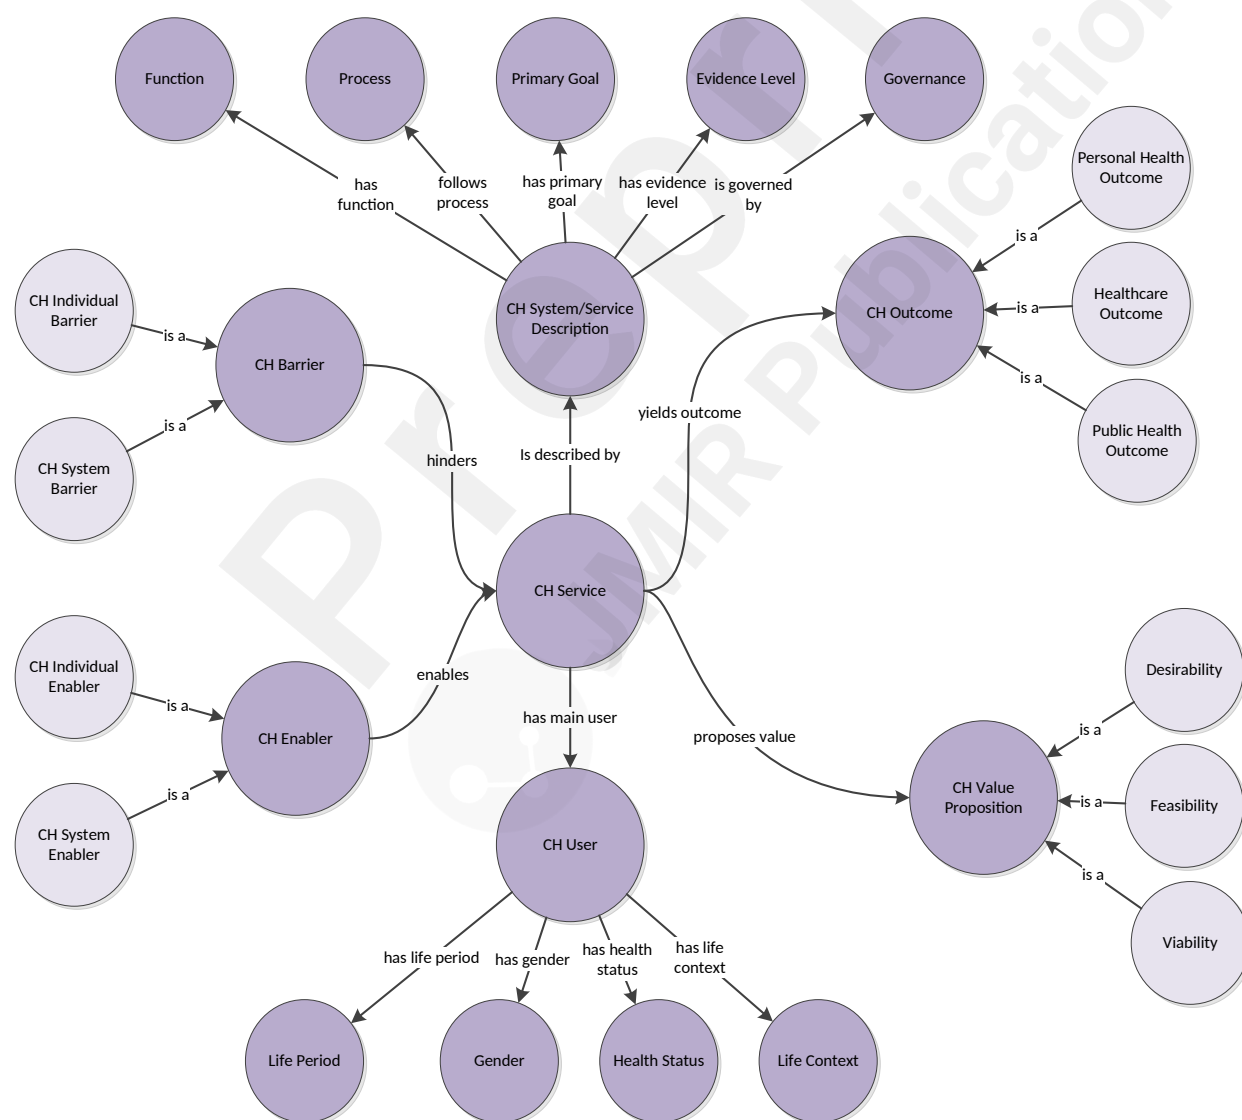 Function
Process
Primary Goal
Evidence Level
Governance
has
function
follows
process
has primary
goal
has evidence
level
is governed
by
Personal Health
Outcome
is a
CH Individual
Barrier
is a
CH Barrier
CH System/Service
Description
CH Outcome
Healthcare
Outcome
is a
CH System
Barrier
is a
Public Health
Outcome
is a
yields outcome
hinders
Is described by
CH Service
CH Individual
Enabler
is a
enables
CH Enabler
CH System
Enabler
is a
has main user
proposes value
Desirability
is a
CH Value
Proposition
Feasibility
is a
Viability
is a
CH User
has life period
has gender
has health
status
has life
context
Life Period
Gender
Health Status
Life Context
Prepr
JMIR Publication